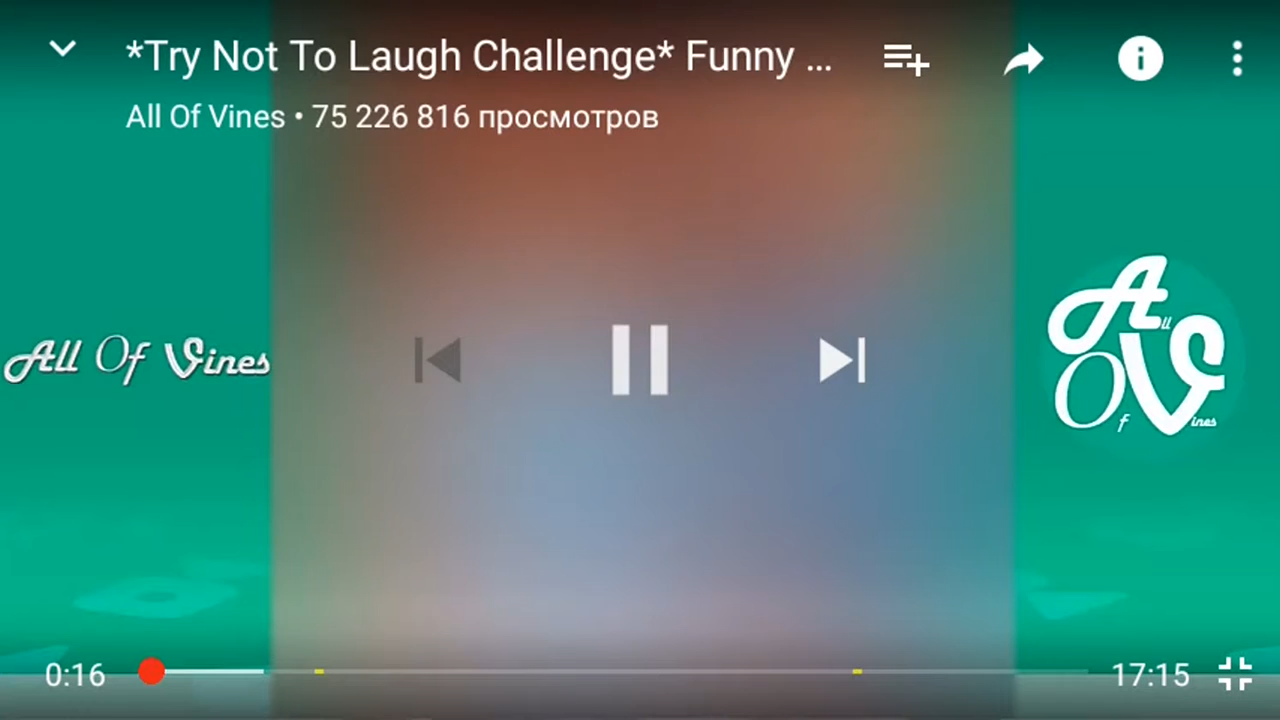 *Try Not To Laugh Challenge* Funny ...
All Of Vines • 75 226 816 просмотров
All Of Vines
All Of Vines
0:16
17:15